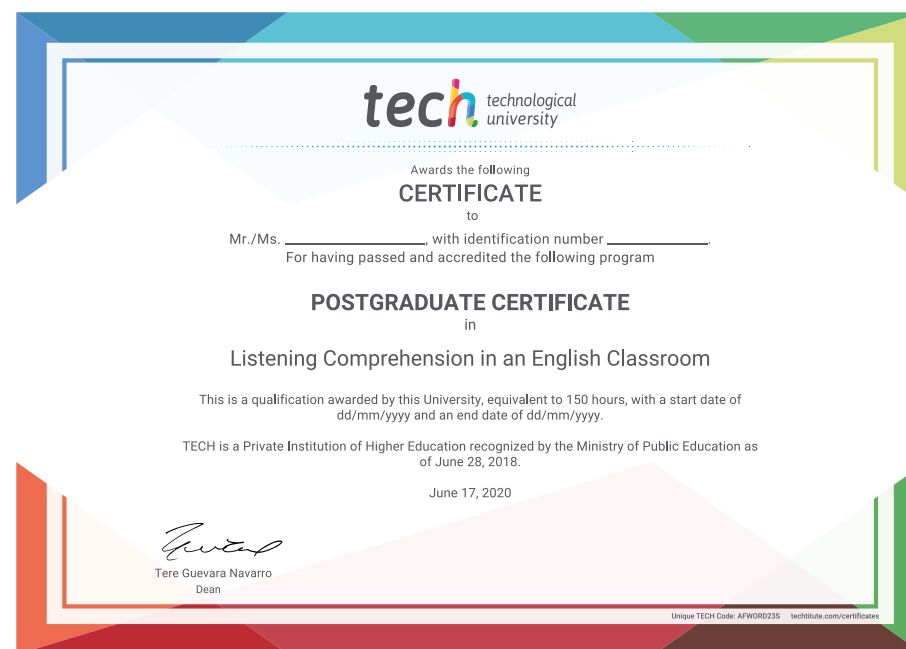 tech technological
university
Awards the following
CERTIFICATE
to
Mr./Ms. ____________________, with identification number ______________.
For having passed and accredited the following program
POSTGRADUATE CERTIFICATE
in
Listening Comprehension in an English Classroom
This is a qualification awarded by this University, equivalent to 150 hours, with a start date of
dd/mm/yyyy and an end date of dd/mm/yyyy.
TECH is a Private Institution of Higher Education recognized by the Ministry of Public Education as
of June 28, 2018.
June 17, 2020
Tere Guevara Navarro
Dean
Unique TECH Code: AFWORD23S techtitute.com/certificates